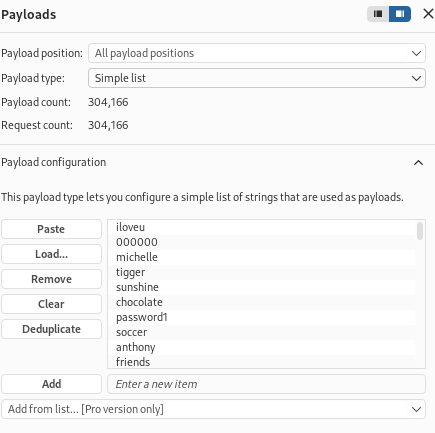 Payloads
Payload position: All payload positions
Payload type: Simple list
Payload count: 304,166
Request count: 304,166
Payload configuration
This payload type lets you configure a simple list of strings that are used as payloads.
Paste
Load...
Remove
Clear
Deduplicate
iloveu
000000
michelle
tigger
sunshine
chocolate
password1
soccer
anthony
friends
Add
Enter a new item
Add from list... [Pro version only]